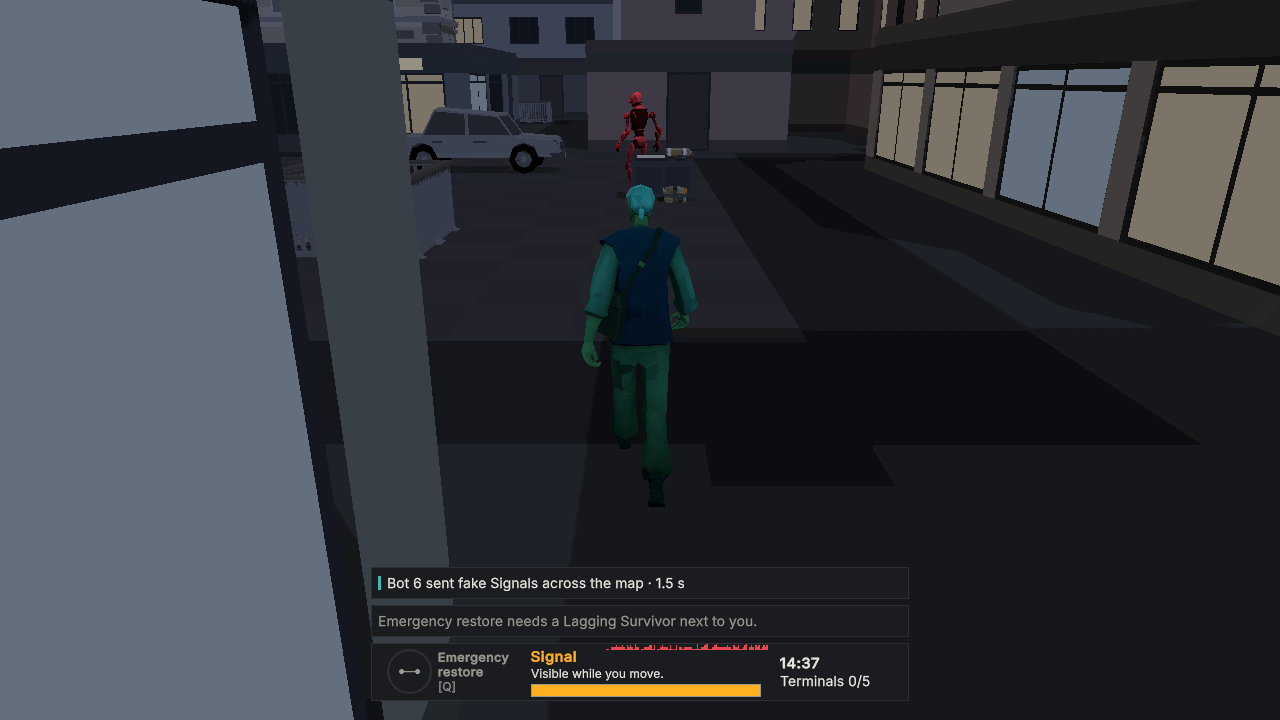 Bot 6 sent fake Signals across the map · 1.5 s
Emergency restore needs a Lagging Survivor next to you.
Emergency
restore
[Q]
Signal
Visible while you move.
14:37
Terminals 0/5